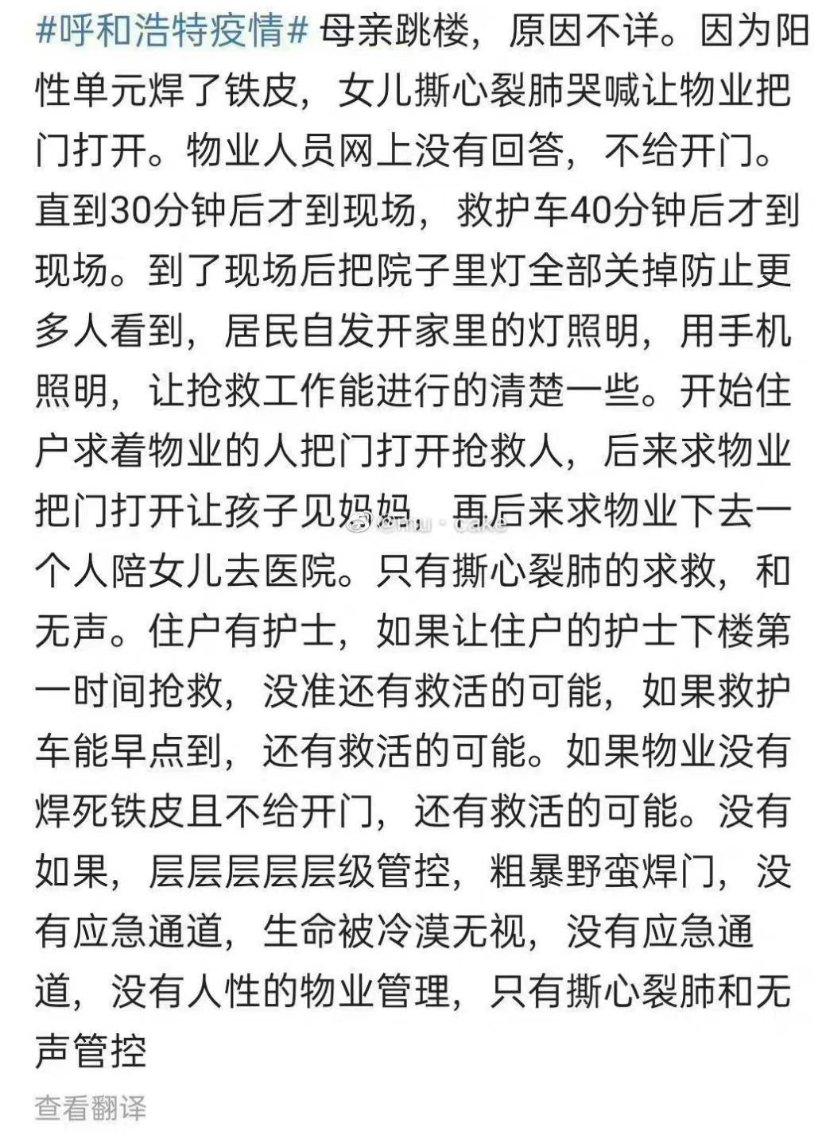 #呼和浩特疫情# 母亲跳楼，原因不详。因为阳
性单元焊了铁皮，女儿撕心裂肺哭喊让物业把
门打开。物业人员网上没有回答，不给开门。
直到30分钟后才到现场，救护车40分钟后才到
现场。到了现场后把院子里灯全部关掉防止更
多人看到，居民自发开家里的灯照明，用手机
照明，让抢救工作能进行的清楚一些。开始住
户求着物业的人把门打开抢救人，后来求物业
把门打开让孩子见妈妈，再后来求物业下去一
@mu·cake
个人陪女儿去医院。只有撕心裂肺的求救，和
无声。住户有护士，如果让住户的护士下楼第
一时间抢救，没准还有救活的可能，如果救护
车能早点到，还有救活的可能。如果物业没有
焊死铁皮且不给开门，还有救活的可能。没有
如果，层层层层层级管控，粗暴野蛮焊门，没
有应急通道，生命被冷漠无视，没有应急通
道，没有人性的物业管理，只有撕心裂肺和无
声管控
查看翻译